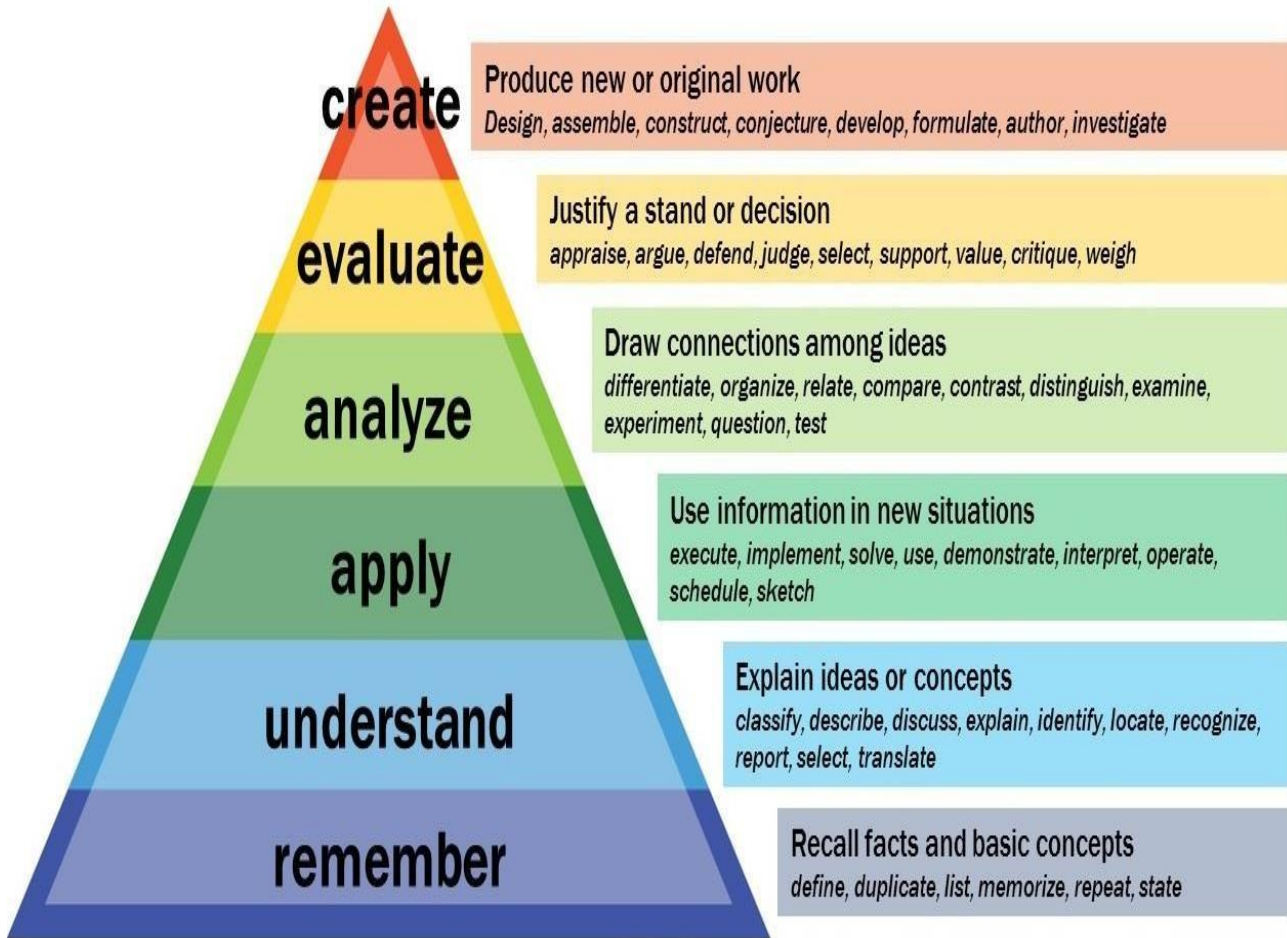 create
Produce new or original work
Design, assemble, construct, conjecture, develop, formulate, author, investigate
evaluate
Justify a stand or decision
appraise, argue, defend, judge, select, support, value, critique, weigh
analyze
Draw connections among ideas
differentiate, organize, relate, compare, contrast, distinguish, examine,
experiment, question, test
apply
Use information in new situations
execute, implement, solve, use, demonstrate, interpret, operate,
schedule, sketch
understand
Explain ideas or concepts
classify, describe, discuss, explain, identify, locate, recognize,
report, select, translate
remember
Recall facts and basic concepts
define, duplicate, list, memorize, repeat, state